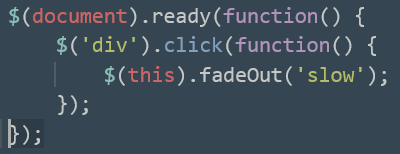 $(document).ready(function() {
    $('div').click(function() {
        $(this).fadeOut('slow');
    });
});